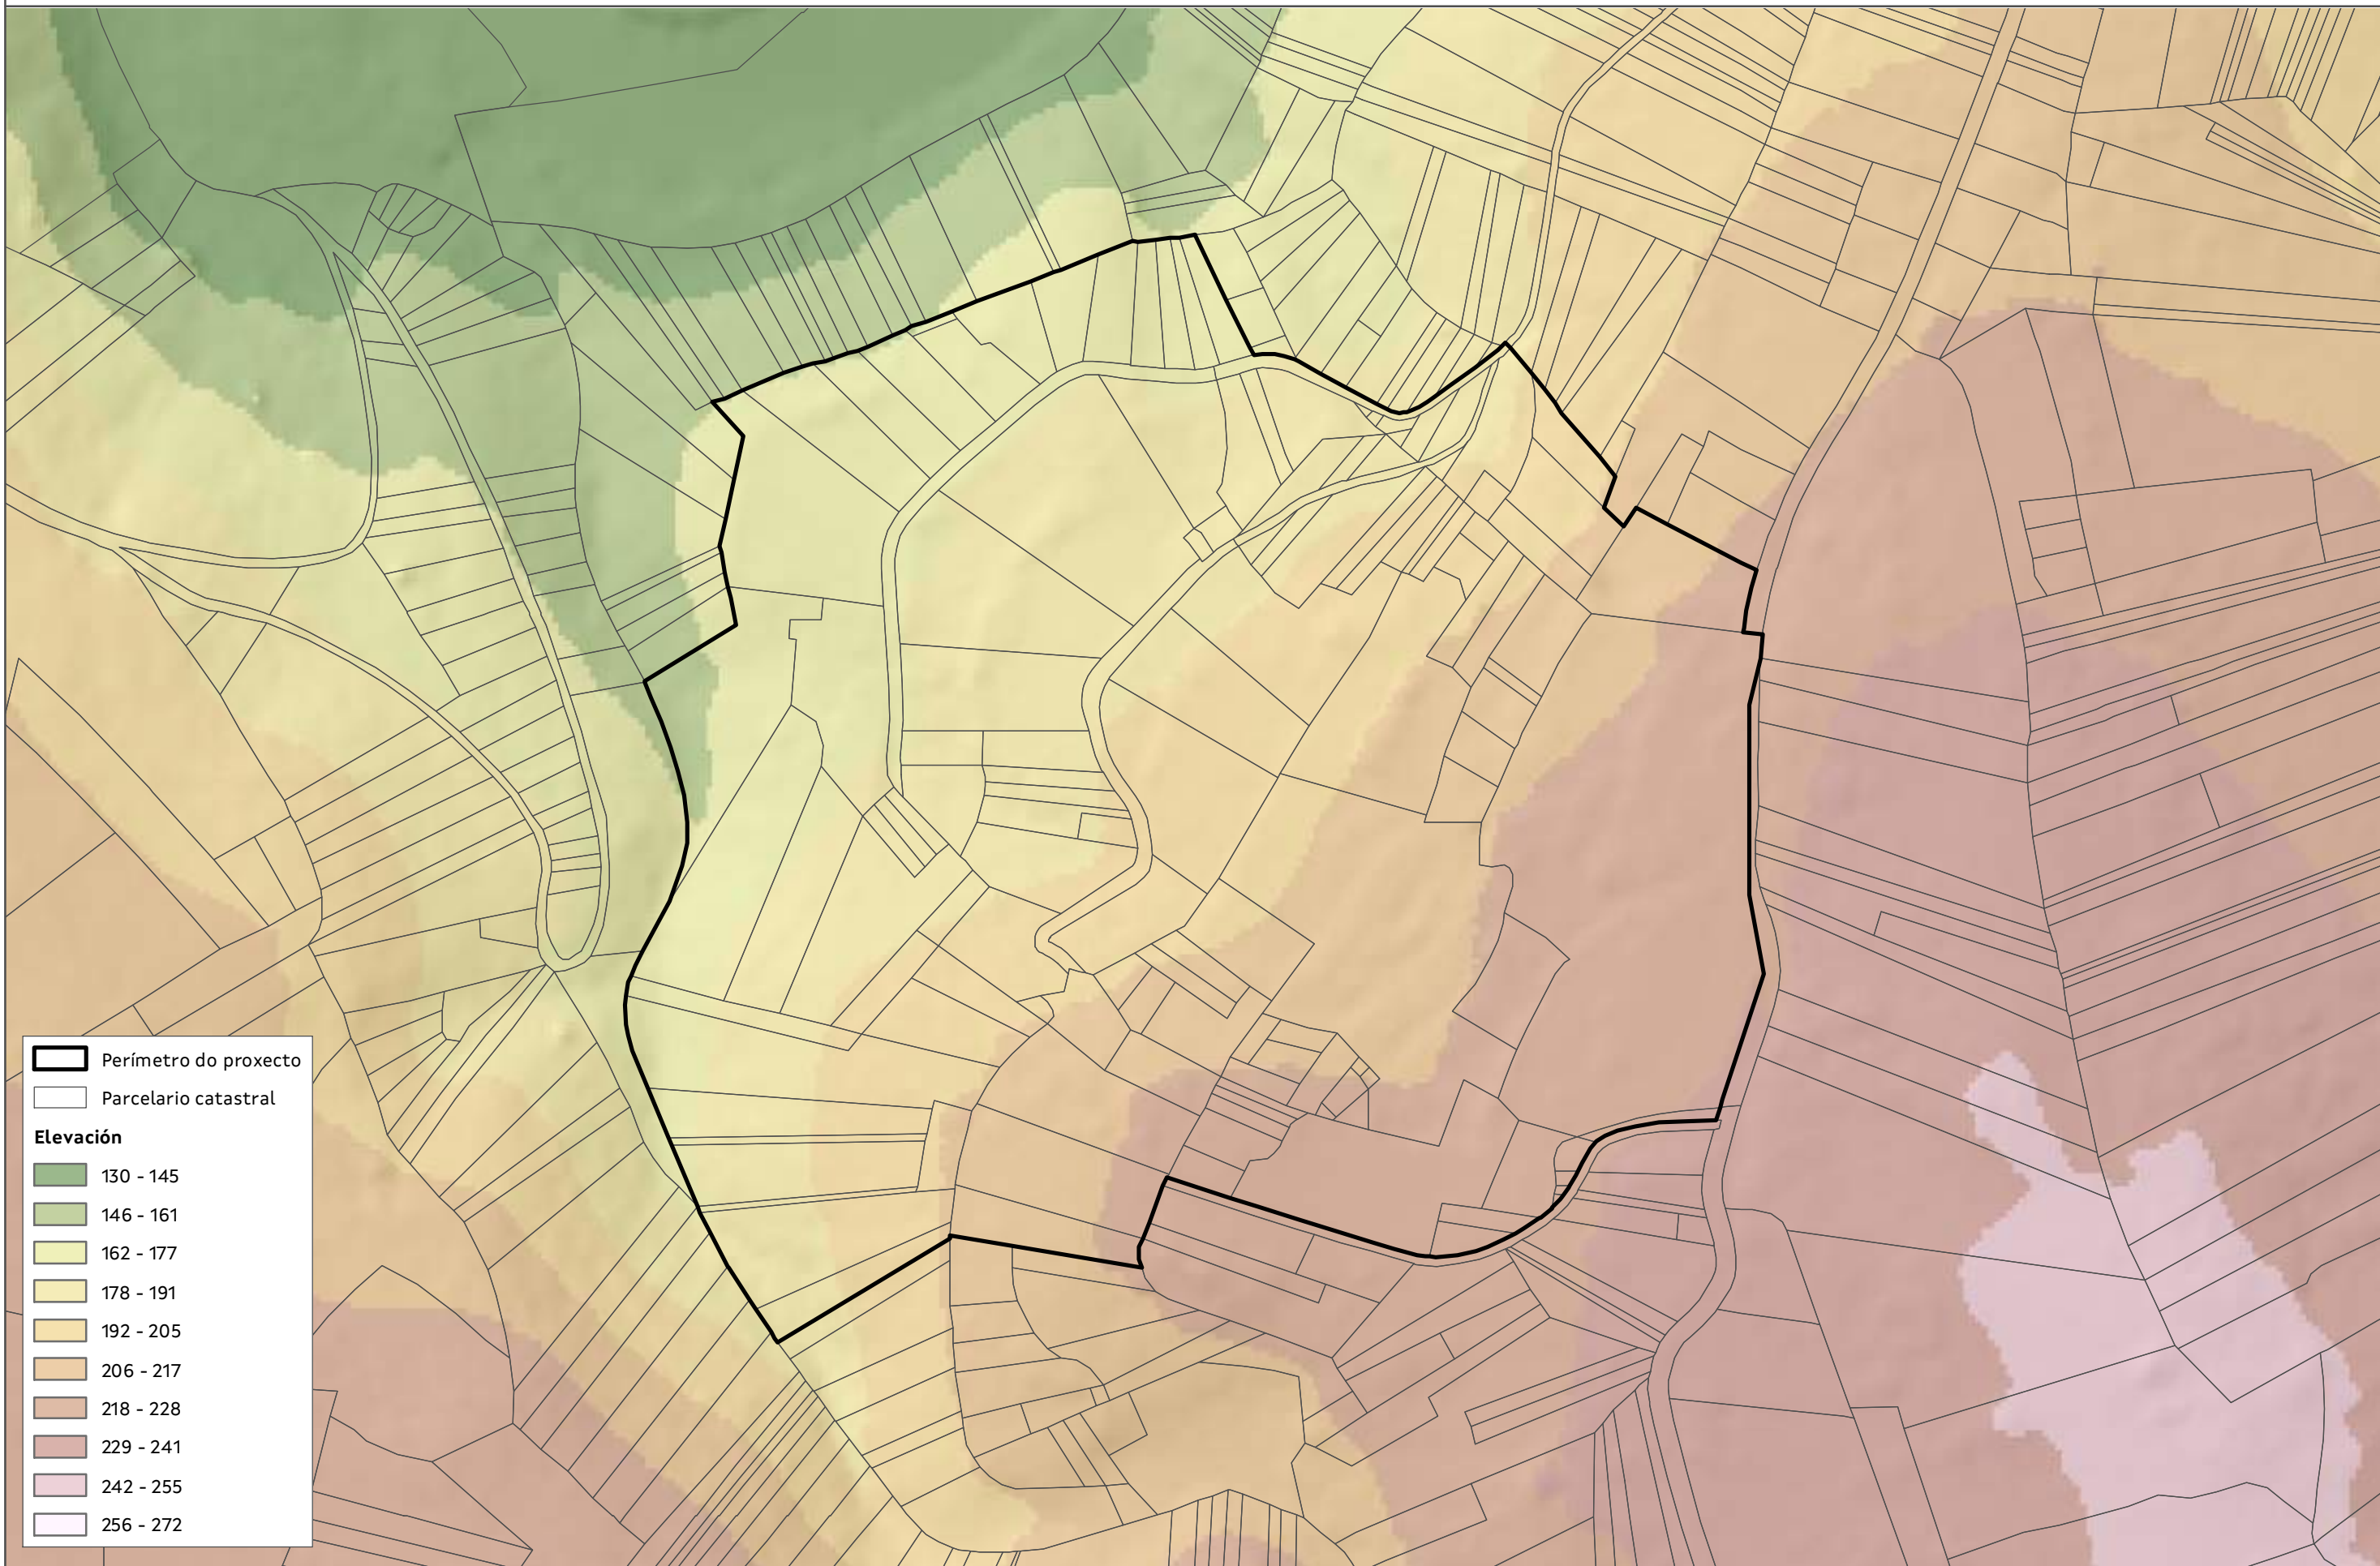 Perímetro do proxecto
Parcelario catastral
Elevación
130 - 145
146 - 161
162 - 177
178 - 191
192 - 205
206 - 217
218 - 228
229 - 241
242 - 255
256 - 272